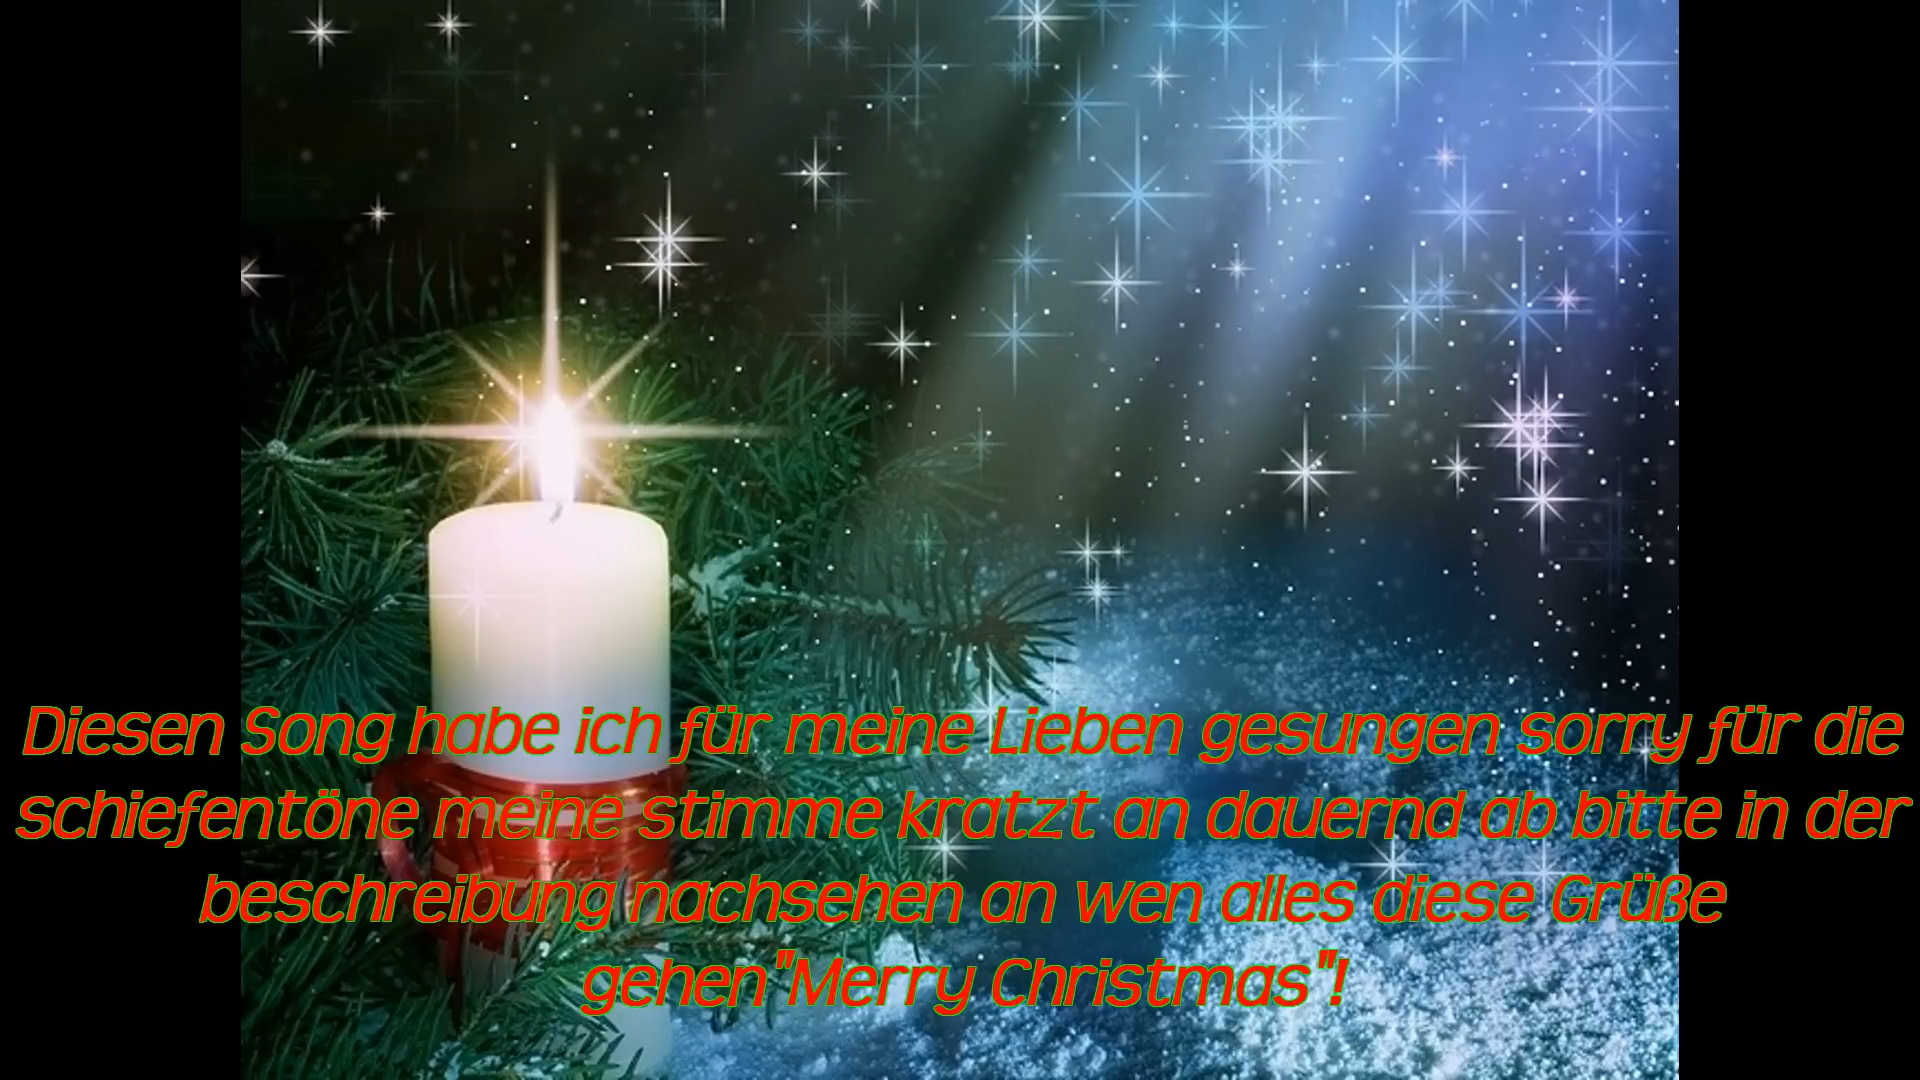 Diesen Song habe ich für meine Lieben gesungen sorry für die
schiefentöne meine stimme kratzt an dauernd ab bitte in der
beschreibung nachsehen an wen alles diese Grüße
gehen"Merry Christmas"!